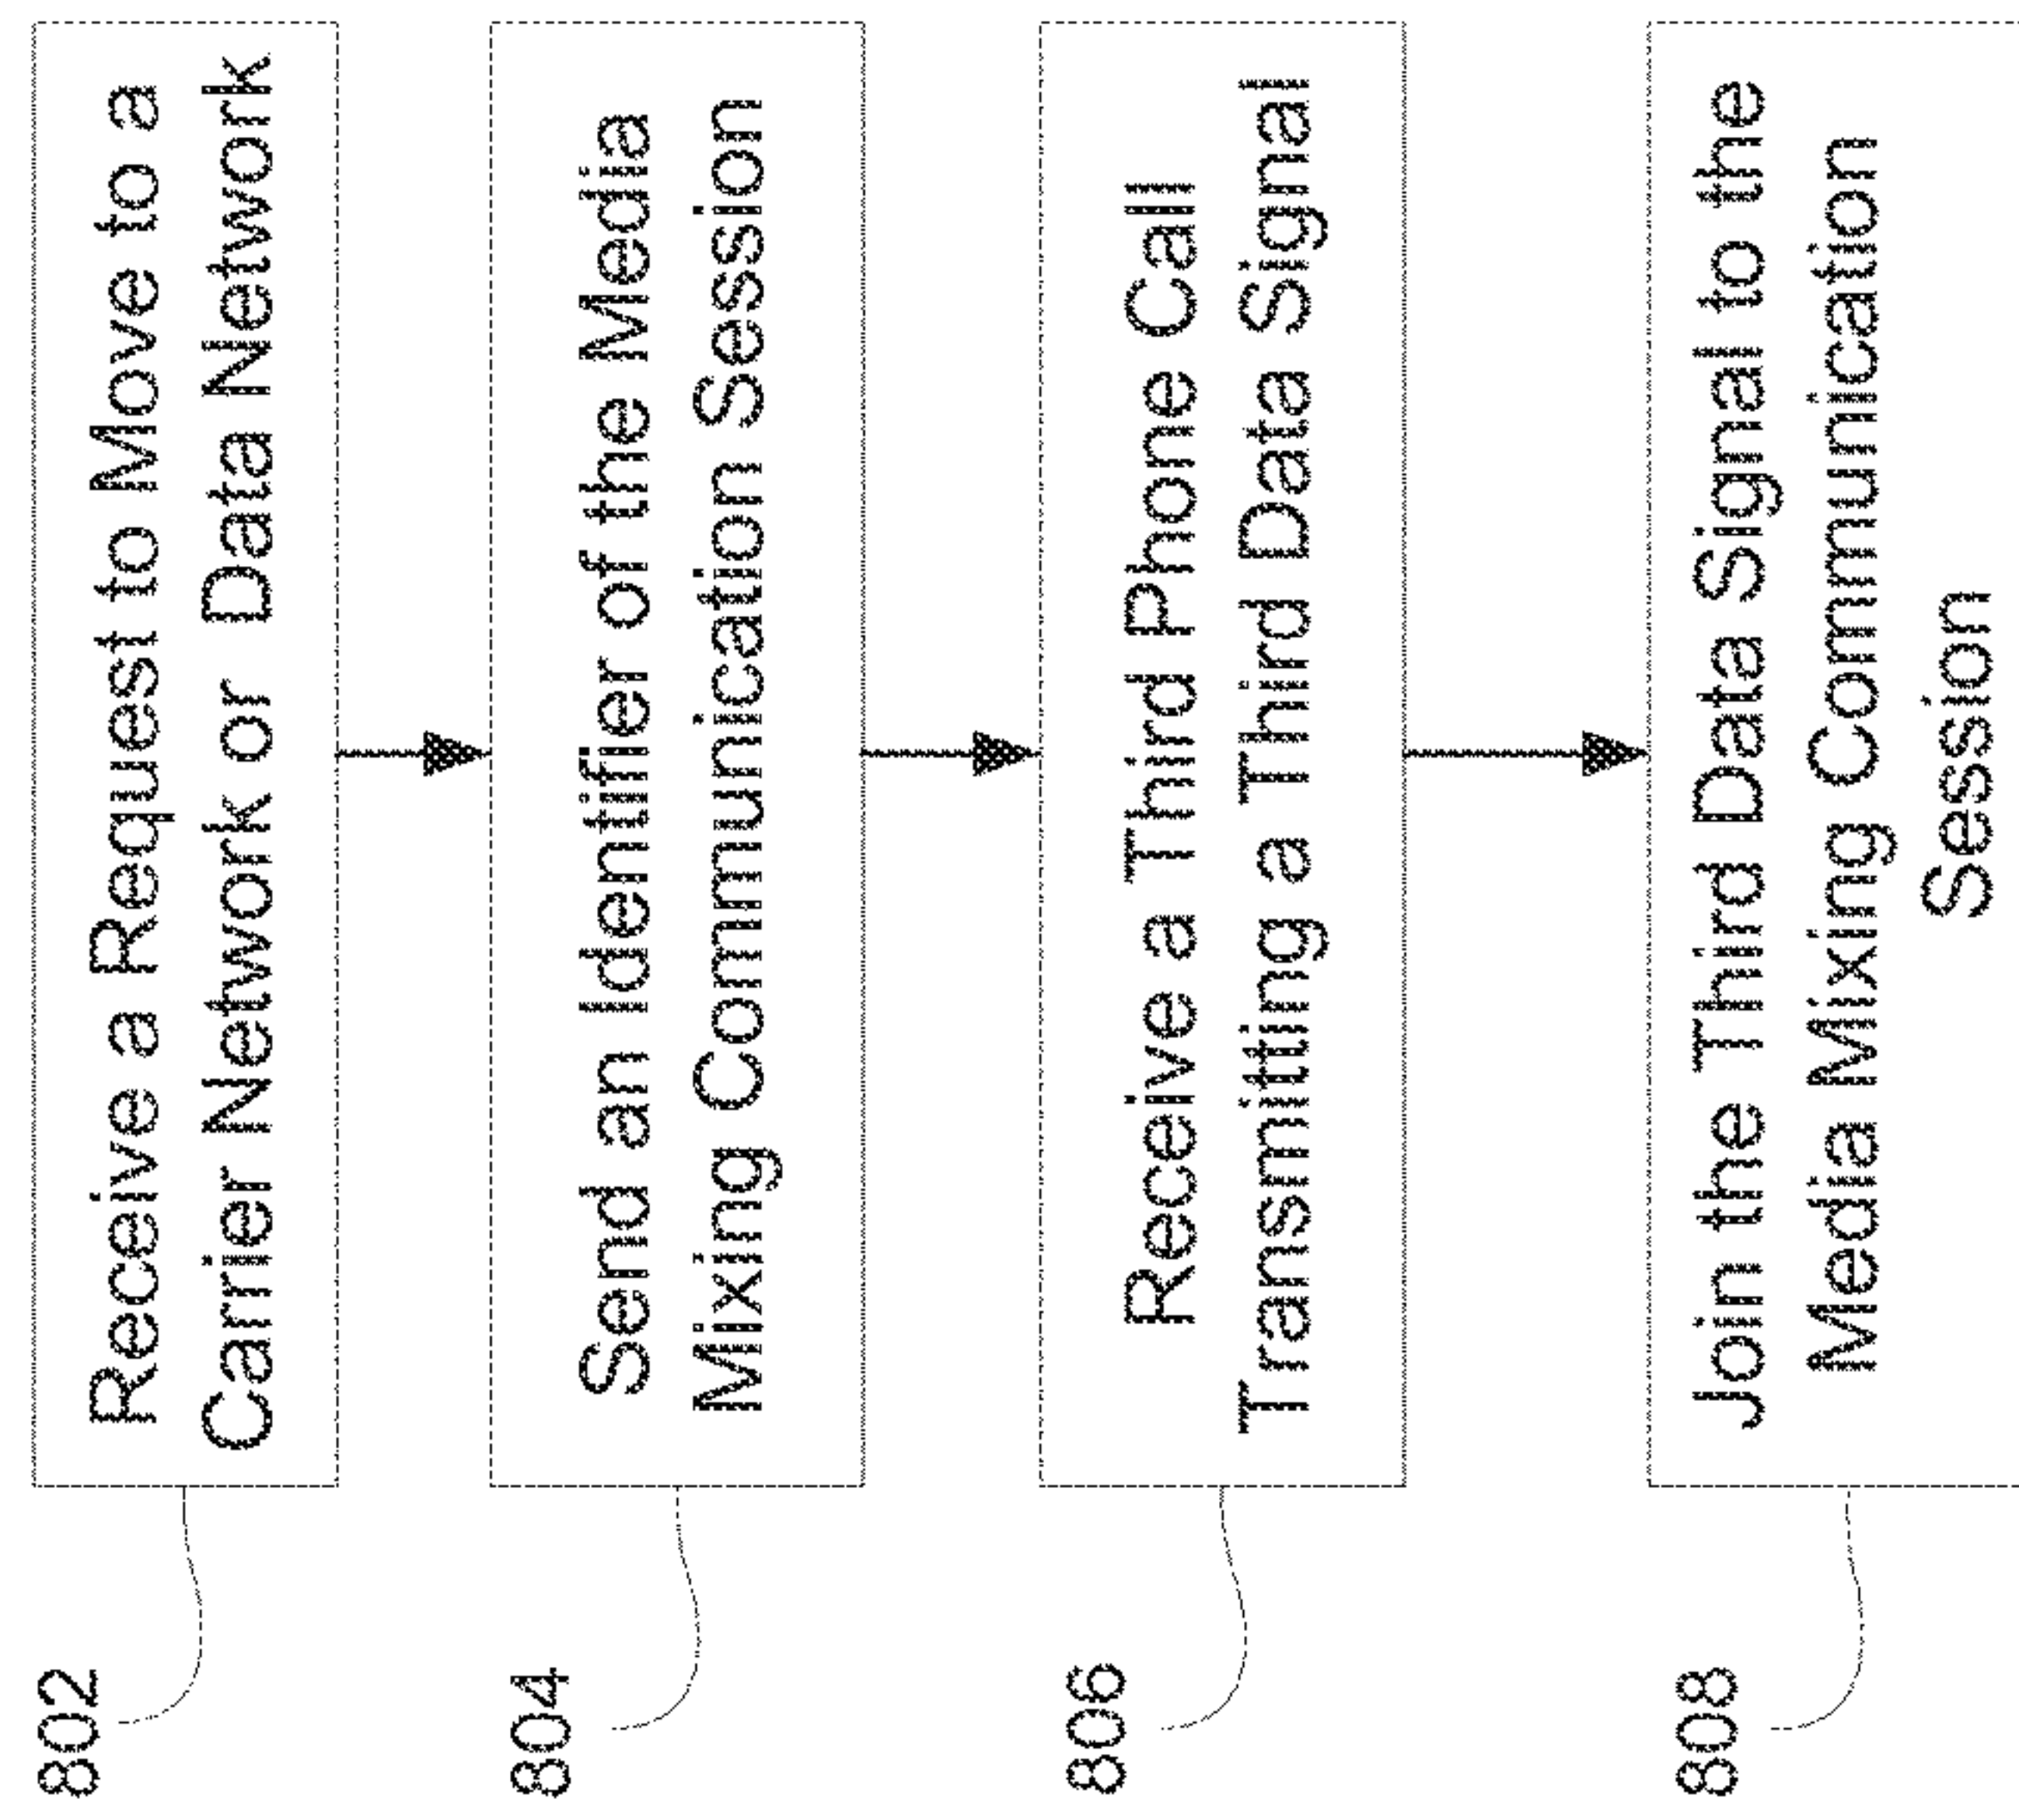 802
Receive a Request to Move to a
Carrier Network or Data Network
804
Send an Identifier of the Media
Mixing Communication Session
806
Receive a Third Phone Call
Transmitting a Third Data Signal
808
Join the Third Data Signal to the
Media Mixing Communication
Session